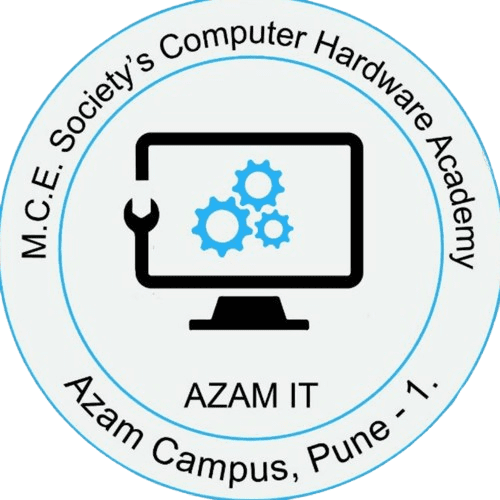 M.C.E. Society's Computer Hardware Academy
AZAM IT
Azam Campus, Pune - 1.